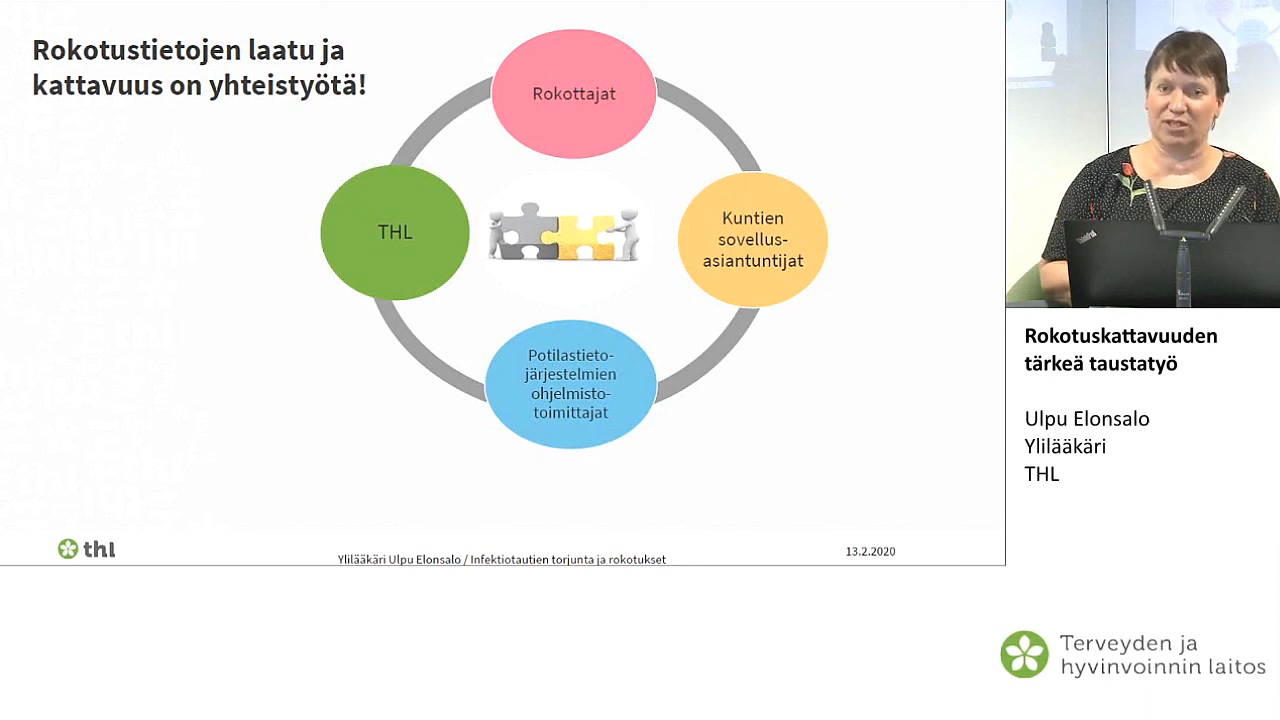 Rokotustietojen laatu ja
kattavuus on yhteistyötä!
Rokottajat
THL
Kuntien
sovellus-
asiantuntijat
Potilastieto-
järjestelmien
ohjelmisto-
toimittajat
thl
Ylilääkäri Ulpu Elonsalo / Infektiotautien torjunta ja rokotukset
13.2.2020
ThinkPad
Rokotuskattavuuden
tärkeä taustatyö
Ulpu Elonsalo
Ylilääkäri
THL
Terveyden ja
hyvinvoinnin laitos